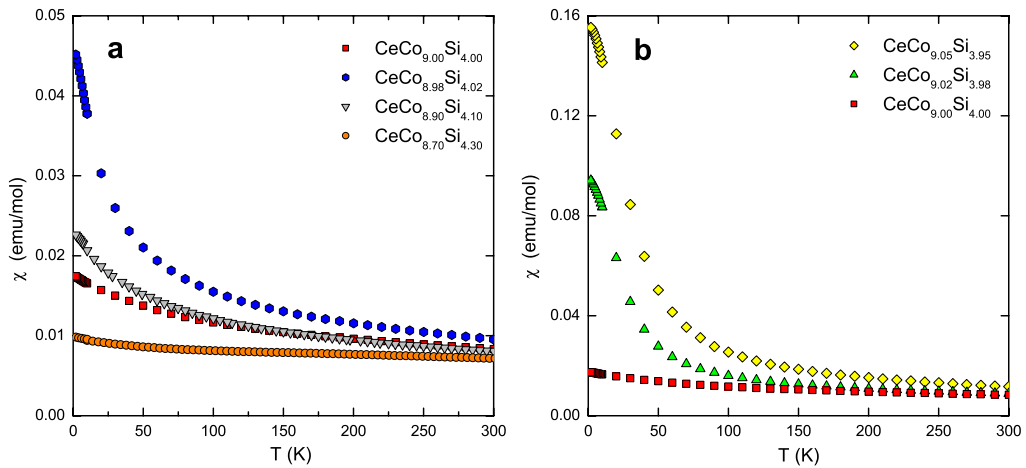 a
CeCo9.00Si4.00
CeCo8.98Si4.02
CeCo8.90Si4.10
CeCo8.70Si4.30
χ (emu/mol)
0.05
0.04
0.03
0.02
0.01
0.00
0 50 100 150 200 250 300
T (K)
b
CeCo9.05Si3.95
CeCo9.02Si3.98
CeCo9.00Si4.00
χ (emu/mol)
0.16
0.12
0.08
0.04
0.00
0 50 100 150 200 250 300
T (K)